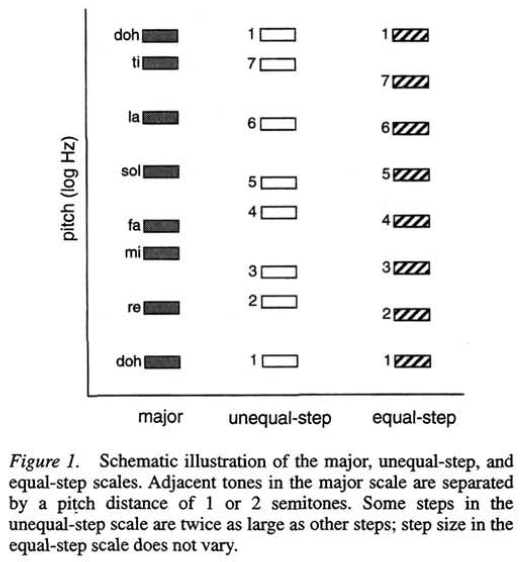 pitch (log Hz)
doh
ti
la
sol
fa
mi
re
doh
1
7
6
5
4
3
2
1
1
7
6
5
4
3
2
1
major
unequal-step
equal-step
Figure 1. Schematic illustration of the major, unequal-step, and
equal-step scales. Adjacent tones in the major scale are separated
by a pitch distance of 1 or 2 semitones. Some steps in the
unequal-step scale are twice as large as other steps; step size in the
equal-step scale does not vary.